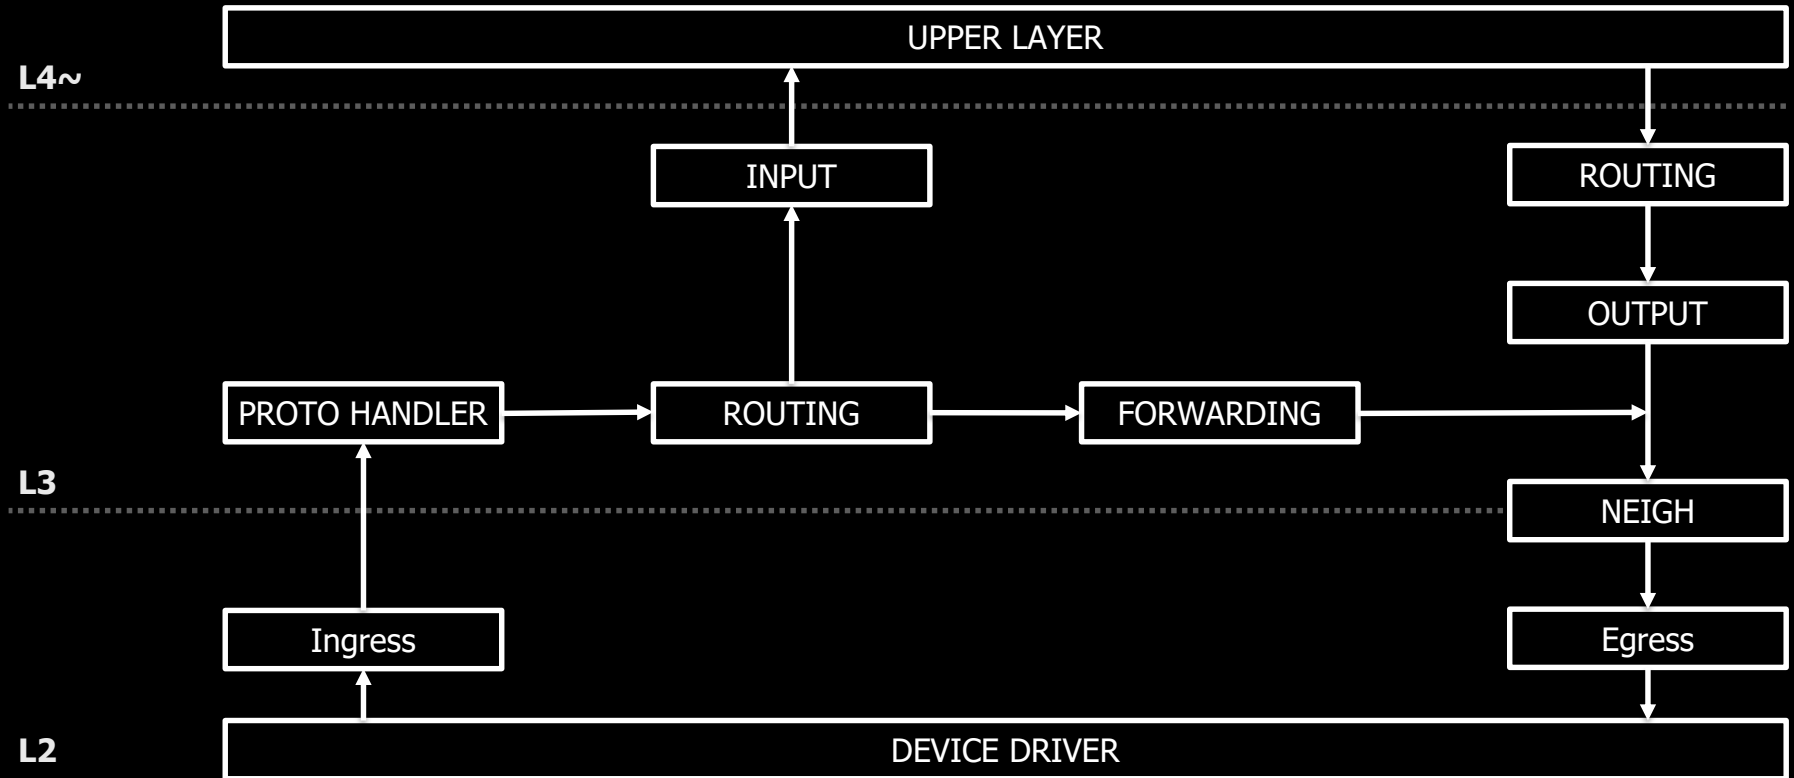 UPPER LAYER
L4~
INPUT
ROUTING
OUTPUT
PROTO HANDLER
ROUTING
FORWARDING
L3
NEIGH
Ingress
Egress
L2
DEVICE DRIVER